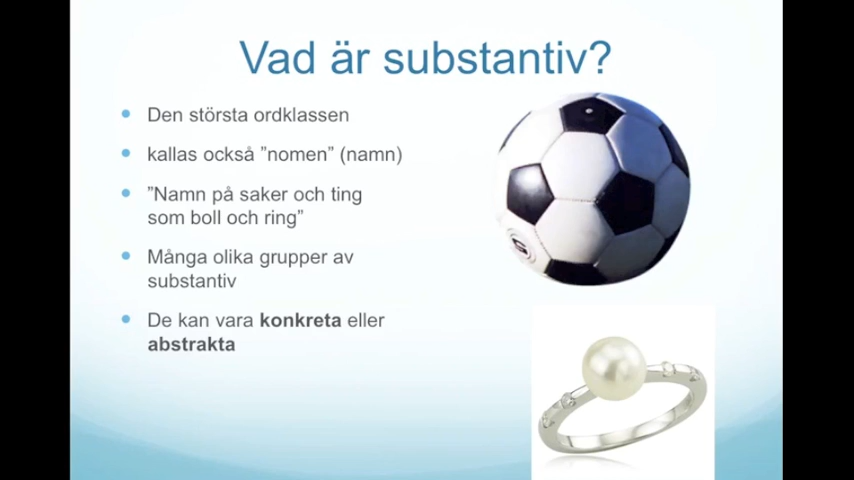 Vad är substantiv?
Den största ordklassen
kallas också ”nomen” (namn)
”Namn på saker och ting
som boll och ring”
Många olika grupper av
substantiv
De kan vara konkreta eller
abstrakta